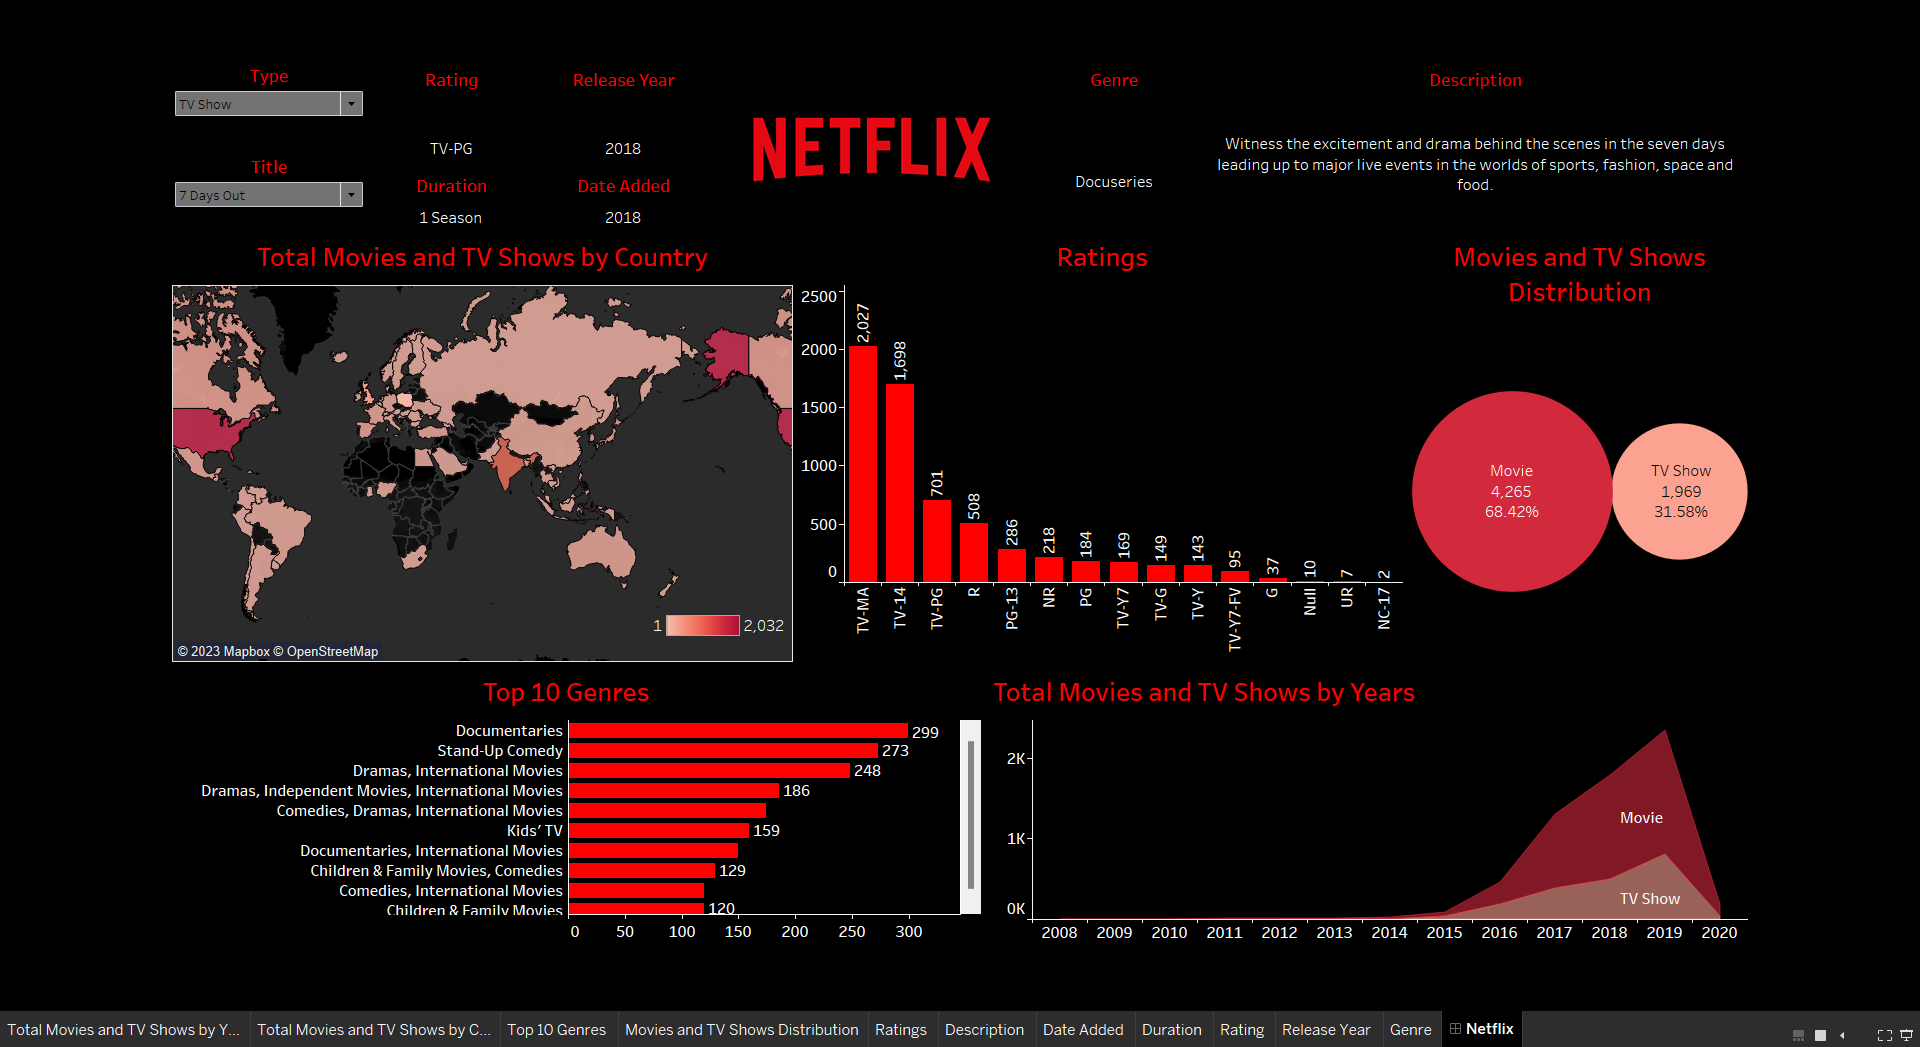 Type
TV Show
Title
7 Days Out
Rating
TV-PG
Duration
1 Season
Release Year
2018
Date Added
2018
NETFLIX
Genre
Docuseries
Description
Witness the excitement and drama behind the scenes in the seven days
leading up to major live events in the worlds of sports, fashion, space and
food.
Total Movies and TV Shows by Country
1
2,032
© 2023 Mapbox © OpenStreetMap
Ratings
2500
2000
1500
1000
500
0
2,027
1,698
701
508
286
218
184
169
149
143
95
37
10
7
2
TV-MA
TV-14
TV-PG
R
PG-13
NR
PG
TV-Y7
TV-G
TV-Y
TV-Y7-FV
G
Null
UR
NC-17
Movies and TV Shows
Distribution
Movie
4,265
68.42%
TV Show
1,969
31.58%
Top 10 Genres
Documentaries 299
Stand-Up Comedy 273
Dramas, International Movies 248
Dramas, Independent Movies, International Movies 186
Comedies, Dramas, International Movies
Kids’ TV 159
Documentaries, International Movies
Children & Family Movies, Comedies 129
Comedies, International Movies
Children & Family Movies 120
0 50 100 150 200 250 300
Total Movies and TV Shows by Years
2K
1K
0K
Movie
TV Show
2008 2009 2010 2011 2012 2013 2014 2015 2016 2017 2018 2019 2020
Total Movies and TV Shows by Y... Total Movies and TV Shows by C... Top 10 Genres Movies and TV Shows Distribution Ratings Description Date Added Duration Rating Release Year Genre Netflix